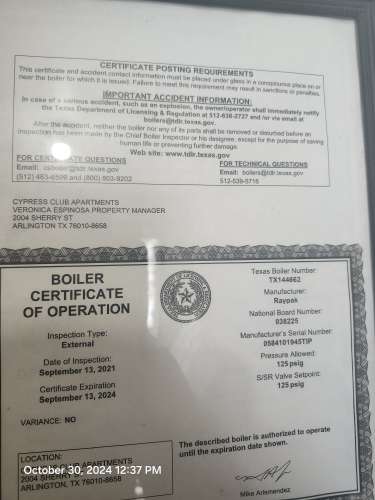 CERTIFICATE POSTING REQUIREMENTS
This certificate and accident contact information must be placed under glass in a conspicuous place on or
near the boiler for which it is issued. Failure to meet this requirement may result in sanctions or penalties.
IMPORTANT ACCIDENT INFORMATION:
In case of a serious accident, such as an explosion, the owner/operator shall immediately notify
the Texas Department of Licensing & Regulation at 512-636-2727 and /or via email at
boilers@tdlr.texas.gov
After the accident, neither the boiler nor any of its parts shall be removed or disturbed before an
inspection has been made by the Chief Boiler Inspector or his designee, except for the purpose of saving
human life or preventing further damage.
Web site: www.tdlr.texas.gov
FOR CERTIFICATE QUESTIONS
Email: csboiler@tdlr.texas.gov
(512) 463-6599 and (800) 803-9202
FOR TECHNICAL QUESTIONS
Email: boilers@tdlr.texas.gov
512-539-5716
CYPRESS CLUB APARTMENTS
VERONICA ESPINOSA PROPERTY MANAGER
2004 SHERRY ST
ARLINGTON TX 76010-8658
BOILER
CERTIFICATE
OF OPERATION
Inspection Type:
External
Date of Inspection:
September 13, 2021
Certificate Expiration
September 13, 2024
VARIANCE: NO
Texas Boiler Number:
TX144662
Manufacturer:
Raypak
National Board Number:
038225
Manufacturer's Serial Number:
0584101945TIP
Pressure Allowed:
125 psig
S/SR Valve Setpoint:
125 psig
The described boiler is authorized to operate
until the expiration date shown.
Mike Arismendez
LOCATION:
APARTMENTS
2004 SHERRY
ARLINGTON, TX 76010-8658
October 30, 2024 12:37 PM